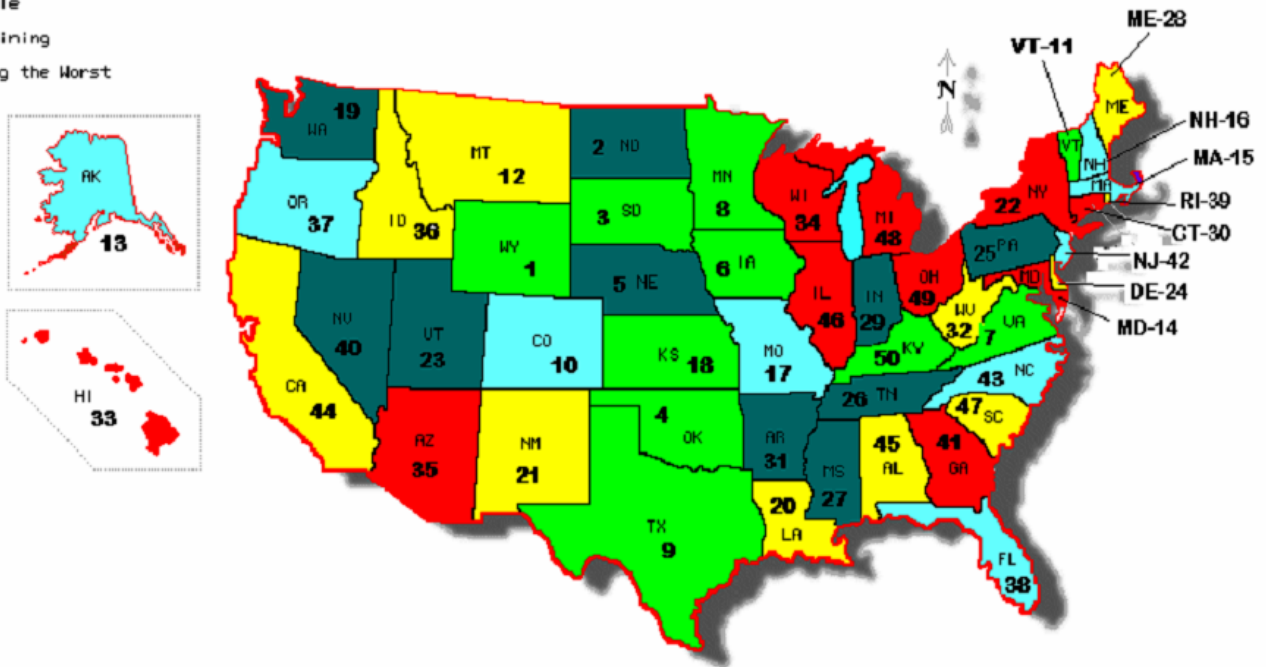 le
ining
g the Worst
ME-28
VT-11
N
NH-16
MA-15
RI-39
CT-30
NJ-42
DE-24
MD-14
AK
13
HI
33
WA
19
OR
37
ID
36
MT
12
2 ND
3 SD
WY
1
5 NE
MN
8
6 IA
WI
34
MI
48
NY
22
VT
NH
ME
MA
25 PA
OH
49
MD
IL
46
IN
29
WV
32
VA
7
50 KY
NV
40
UT
23
CO
10
KS 18
MO
17
CA
44
AZ
35
NM
21
4
OK
TX
9
AR
31
26 TN
43 NC
47
SC
MS
27
45
AL
41
GA
20
LA
FL
38